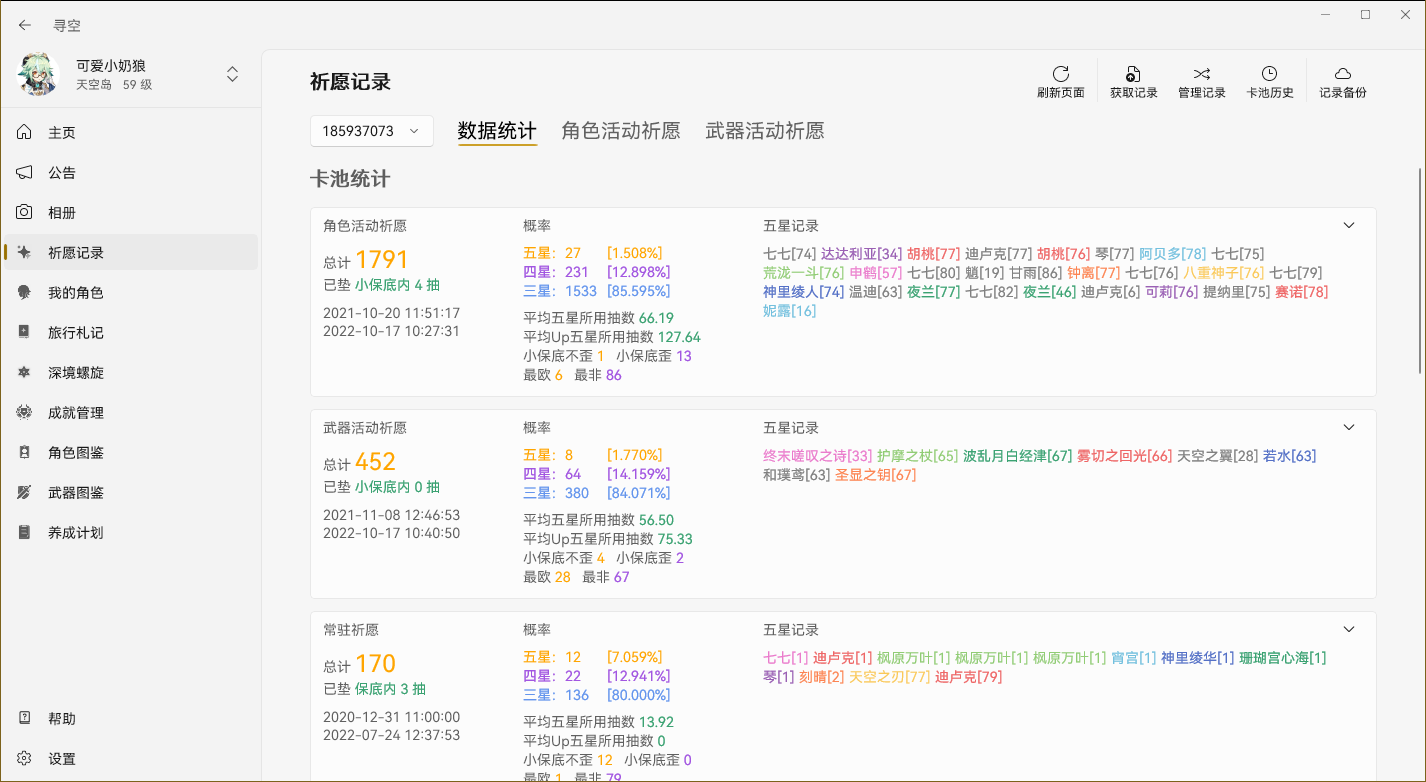 寻空
可爱小奶狼
天空岛 59 级
主页
公告
相册
祈愿记录
我的角色
旅行札记
深境螺旋
成就管理
角色图鉴
武器图鉴
养成计划
帮助
设置
祈愿记录
刷新页面
获取记录
管理记录
卡池历史
记录备份
185937073
数据统计 角色活动祈愿 武器活动祈愿
卡池统计
角色活动祈愿
总计 1791
已垫 小保底内 4 抽
2021-10-20 11:51:17
2022-10-17 10:27:31
概率
五星: 27 [1.508%]
四星: 231 [12.898%]
三星: 1533 [85.595%]
平均五星所用抽数 66.19
平均Up五星所用抽数 127.64
小保底不歪 1 小保底歪 13
最欧 6 最非 86
五星记录
七七[74] 达达利亚[34] 胡桃[77] 迪卢克[77] 胡桃[76] 琴[77] 阿贝多[78] 七七[75]
荒泷一斗[76] 申鹤[57] 七七[80] 魈[19] 甘雨[86] 钟离[77] 七七[76] 八重神子[76] 七七[79]
神里绫人[74] 温迪[63] 夜兰[77] 七七[82] 夜兰[46] 迪卢克[6] 可莉[76] 提纳里[75] 赛诺[78]
妮露[16]
武器活动祈愿
总计 452
已垫 小保底内 0 抽
2021-11-08 12:46:53
2022-10-17 10:40:50
概率
五星: 8 [1.770%]
四星: 64 [14.159%]
三星: 380 [84.071%]
平均五星所用抽数 56.50
平均Up五星所用抽数 75.33
小保底不歪 4 小保底歪 2
最欧 28 最非 67
五星记录
终末嗟叹之诗[33] 护摩之杖[65] 波乱月白经津[67] 雾切之回光[66] 天空之翼[28] 若水[63]
和璞鸢[63] 圣显之钥[67]
常驻祈愿
总计 170
已垫 保底内 3 抽
2020-12-31 11:00:00
2022-07-24 12:37:53
概率
五星: 12 [7.059%]
四星: 22 [12.941%]
三星: 136 [80.000%]
平均五星所用抽数 13.92
平均Up五星所用抽数 0
小保底不歪 12 小保底歪 0
最欧 1 最非 79
五星记录
七七[1] 迪卢克[1] 枫原万叶[1] 枫原万叶[1] 枫原万叶[1] 宵宫[1] 神里绫华[1] 珊瑚宫心海[1]
琴[1] 刻晴[2] 天空之刃[77] 迪卢克[79]